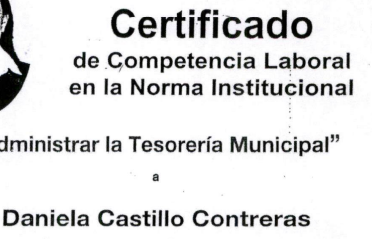 Certificado
de Competencia Laboral
en la Norma Institucional
dministrar la Tesorería Municipal”
a
Daniela Castillo Contreras